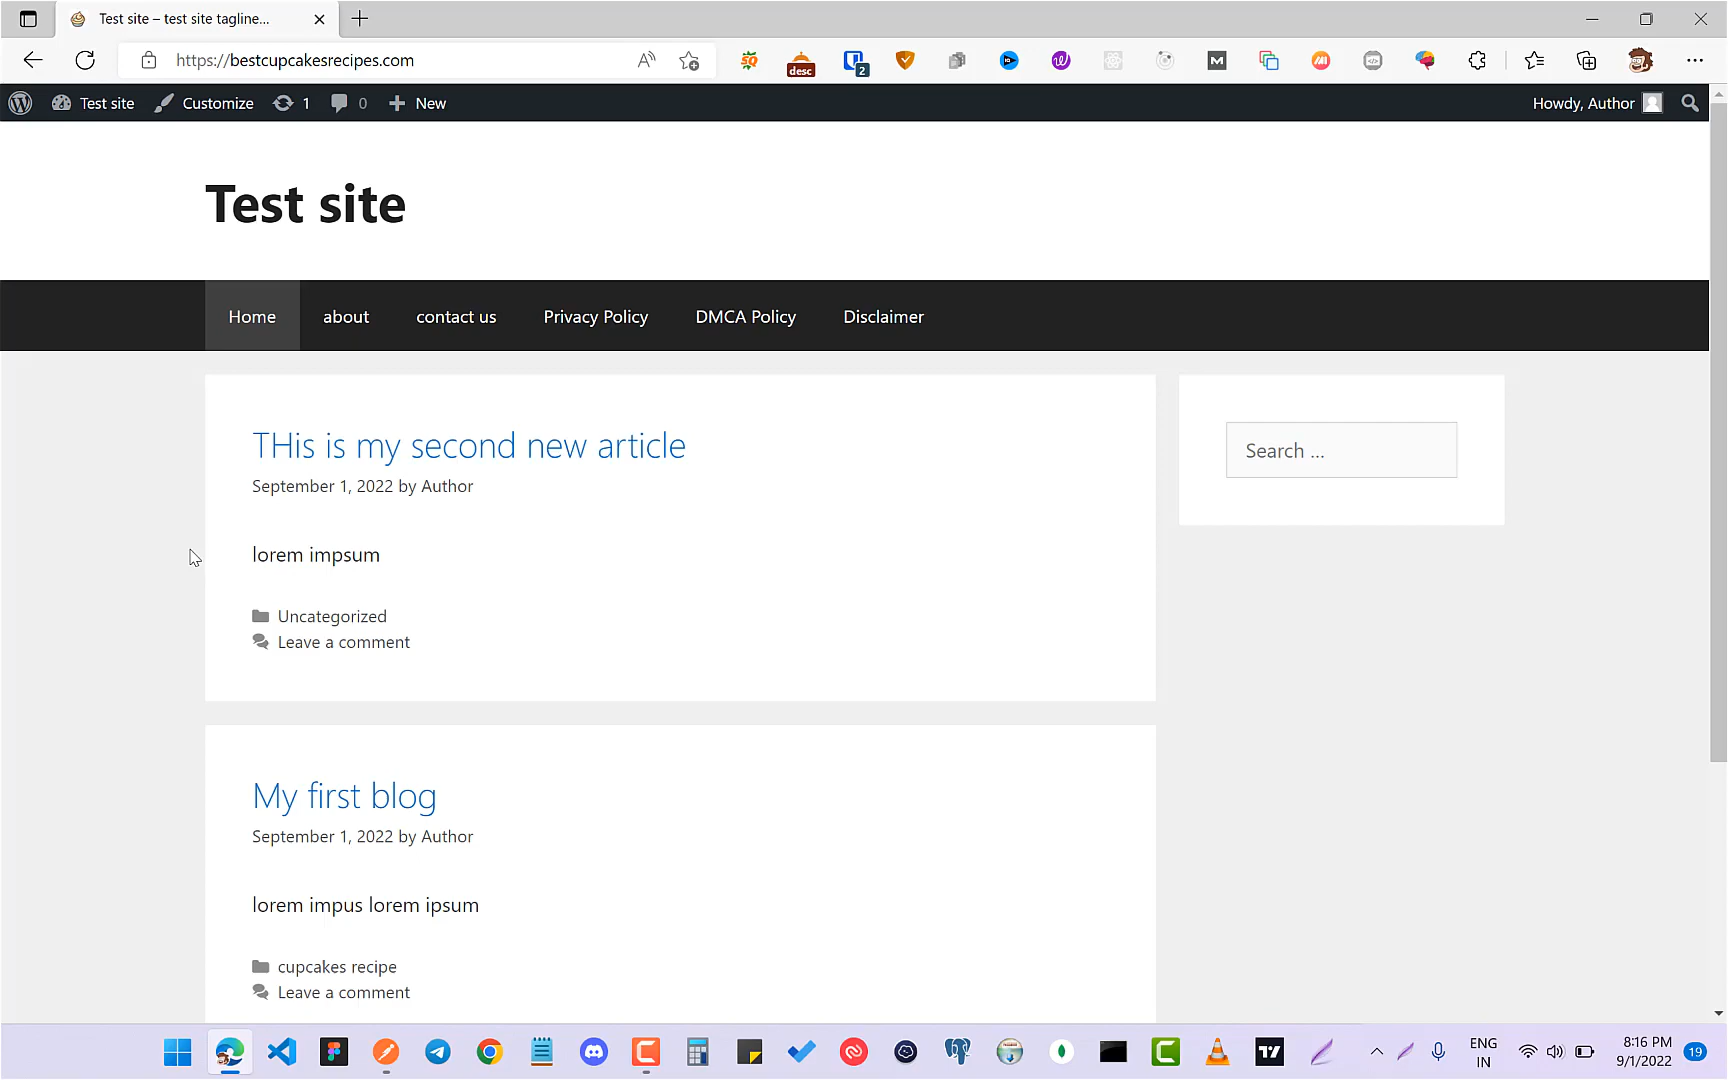 Test site – test site tagline...
https://bestcupcakesrecipes.com
SQ
desc
2
M
Test site
Customize
1
0
New
Howdy, Author
Test site
Home
about
contact us
Privacy Policy
DMCA Policy
Disclaimer
THis is my second new article
September 1, 2022 by Author
lorem impsum
Uncategorized
Leave a comment
Search ...
My first blog
September 1, 2022 by Author
lorem impus lorem ipsum
cupcakes recipe
Leave a comment
ENG
IN
8:16 PM
9/1/2022
19